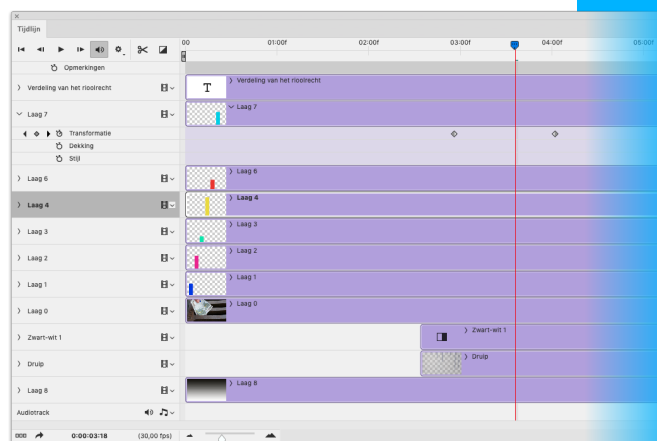 Tijdlijn
00 01:00f 02:00f 03:00f 04:00f 05:00f
Opmerkingen
Verdeling van het rioolrecht
T
Verdeling van het rioolrecht
Laag 7
Laag 7
Transformatie
Dekking
Stijl
Laag 6
Laag 6
Laag 4
Laag 4
Laag 3
Laag 3
Laag 2
Laag 2
Laag 1
Laag 1
Laag 0
Laag 0
Zwart-wit 1
Zwart-wit 1
Druip
Druip
Laag 8
Laag 8
Audiotrack
0:00:03:18 (30,00 fps)